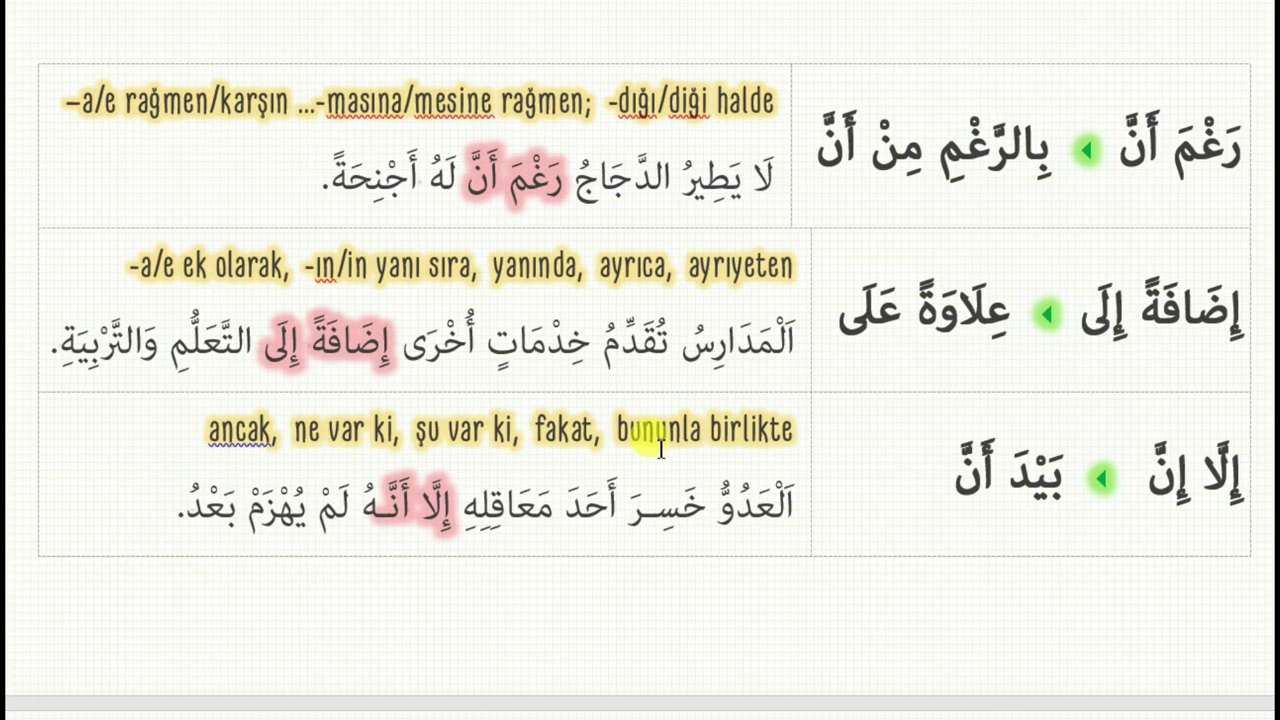 رَغْمَ أَنَّ ◂ بِالرَّغْمِ مِنْ أَنَّ
–a/e rağmen/karşın ...-masına/mesine rağmen; -dığı/diği halde
لَا يَطِيرُ الدَّجَاجُ رَغْمَ أَنَّ لَهُ أَجْنِحَةً.
إِضَافَةً إِلَى ◂ عِلَاوَةً عَلَى
-a/e ek olarak, -ın/in yanı sıra, yanında, ayrıca, ayrıyeten
اَلْمَدَارِسُ تُقَدِّمُ خِدْمَاتٍ أُخْرَى إِضَافَةً إِلَى التَّعَلُّمِ وَالتَّرْبِيَةِ.
إِلَّا إِنَّ ◂ بَيْدَ أَنَّ
ancak, ne var ki, şu var ki, fakat, bununla birlikte
اَلْعَدُوُّ خَسِـرَ أَحَدَ مَعَاقِلِهِ إِلَّا أَنَّـهُ لَمْ يُهْزَمْ بَعْدُ.